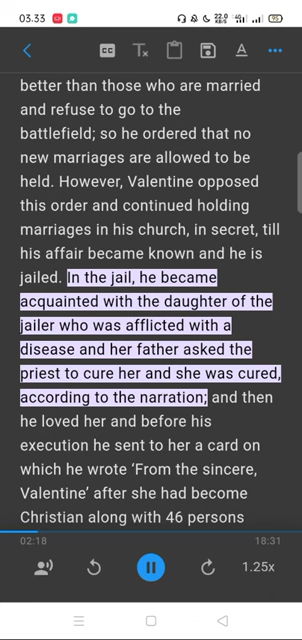 03.33
22.0 KB/S
4G
95
CC
better than those who are married
and refuse to go to the
battlefield; so he ordered that no
new marriages are allowed to be
held. However, Valentine opposed
this order and continued holding
marriages in his church, in secret, till
his affair became known and he is
jailed. In the jail, he became
acquainted with the daughter of the
jailer who was afflicted with a
disease and her father asked the
priest to cure her and she was cured,
according to the narration; and then
he loved her and before his
execution he sent to her a card on
which he wrote ‘From the sincere,
Valentine’ after she had become
Christian along with 46 persons
02:18
18:31
1.25x